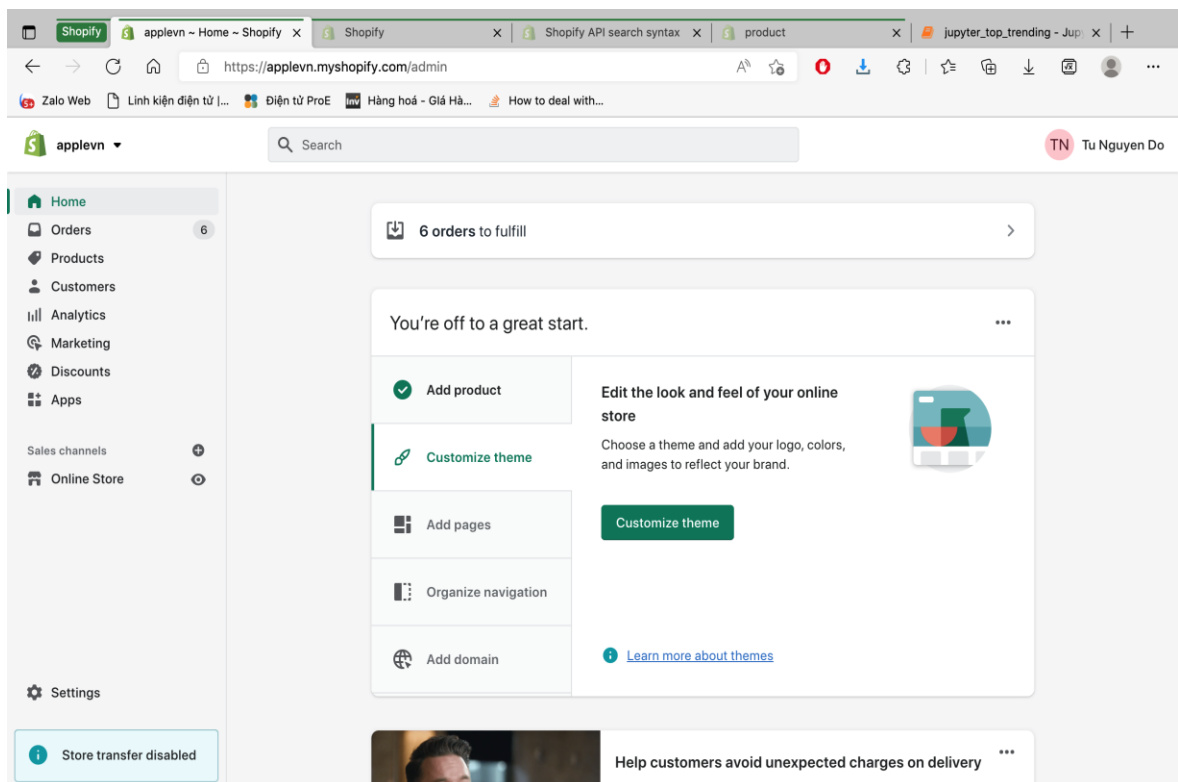 Shopify
applevn ~ Home ~ Shopify
Shopify
Shopify API search syntax
product
jupyter_top_trending - Jup
https://applevn.myshopify.com/admin
Zalo Web
Linh kiện điện tử |...
Điện tử ProE
Inv
Hàng hoá - Giá Hà...
How to deal with...
applevn
Search
TN
Tu Nguyen Do
Home
Orders
6
Products
Customers
Analytics
Marketing
Discounts
Apps
Sales channels
Online Store
Settings
Store transfer disabled
6 orders to fulfill
You're off to a great start.
Add product
Customize theme
Add pages
Organize navigation
Add domain
Edit the look and feel of your online
store
Choose a theme and add your logo, colors,
and images to reflect your brand.
Customize theme
Learn more about themes
Help customers avoid unexpected charges on delivery